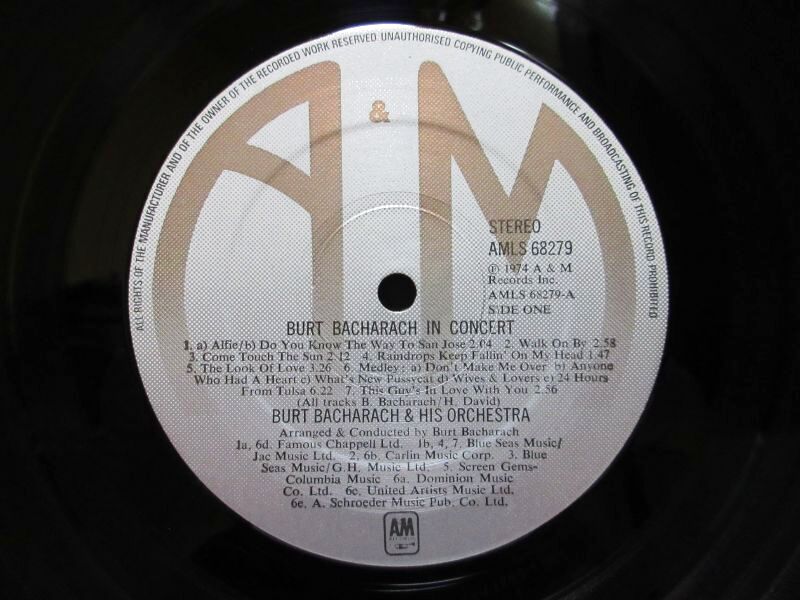 ALL RIGHTS OF THE MANUFACTURER AND OF THE OWNER OF THE RECORDED WORK RESERVED. UNAUTHORISED COPYING PUBLIC PERFORMANCE AND BROADCASTING OF THIS RECORD PROHIBITED
A & M
STEREO
AMLS 68279
℗ 1974 A & M
Records Inc.
AMLS 68279-A
SIDE ONE
BURT BACHARACH IN CONCERT
1. a) Alfie/b) Do You Know The Way To San Jose 2.04 2. Walk On By 2.58
3. Come Touch The Sun 2.12 4. Raindrops Keep Fallin' On My Head 1.47
5. The Look Of Love 3.26 6. Medley: a) Don't Make Me Over b) Anyone
Who Had A Heart c) What's New Pussycat d) Wives & Lovers e) 24 Hours
From Tulsa 6.22 7. This Guy's In Love With You 2.56
(All tracks B. Bacharach/H. David)
BURT BACHARACH & HIS ORCHESTRA
Arranged & Conducted by Burt Bacharach
1a, 6d. Famous Chappell Ltd. 1b, 4, 7, Blue Seas Music/
Jac Music Ltd. 2, 6b. Carlin Music Corp. 3. Blue
Seas Music/G.H. Music Ltd. 5. Screen Gems-
Columbia Music 6a. Dominion Music
Co. Ltd. 6c. United Artists Music Ltd.
6e. A. Schroeder Music Pub. Co. Ltd.
AM